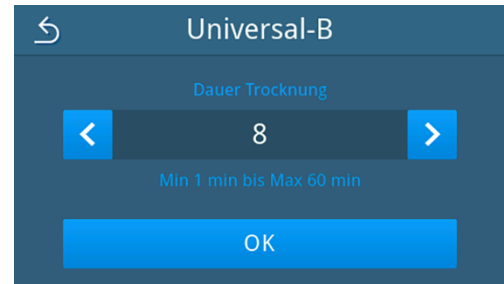 Universal-B
Dauer Trocknung
8
Min 1 min bis Max 60 min
OK